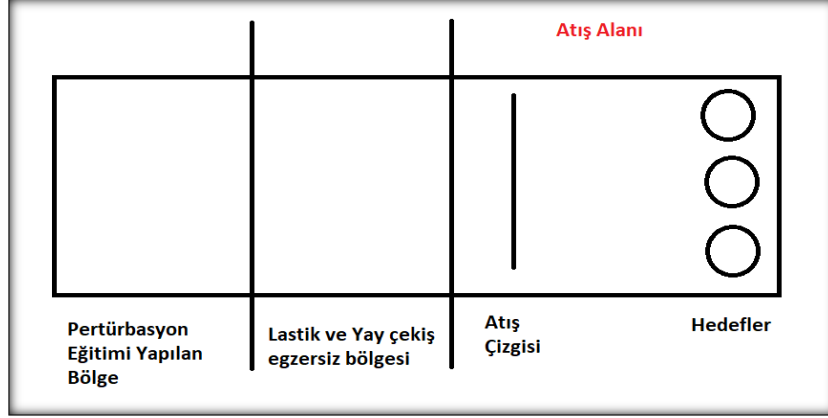 Atış Alanı
Pertürbasyon
Eğitimi Yapılan
Bölge
Lastik ve Yay çekiş
egzersiz bölgesi
Atış
Çizgisi
Hedefler